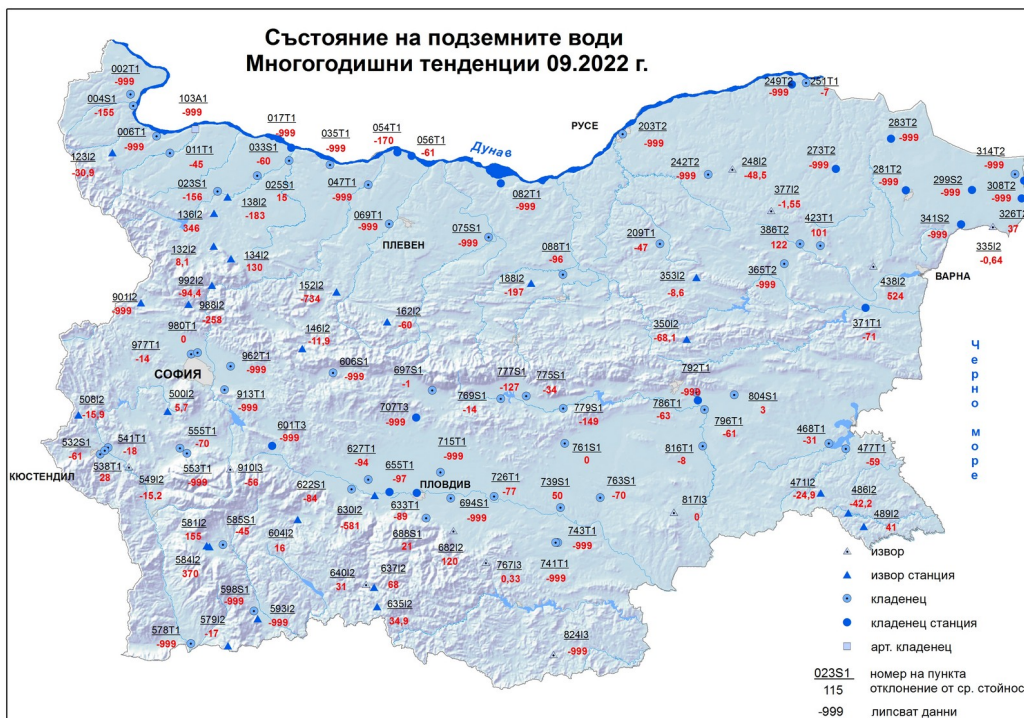 Състояние на подземните води
Многогодишни тенденции 09.2022 г.
002T1
-999
004S1
-155
103A1
-999
006T1
-999
017T1
-999
011T1
-45
033S1
-60
035T1
-999
054T1
-170
056T1
-61
123I2
-30,9
023S1
-156
025S1
15
047T1
-999
138I2
-183
136I2
346
069T1
-999
075S1
-999
082T1
-999
088T1
-96
132I2
8,1
134I2
130
992I2
-94,4
988I2
-258
901I2
-999
152I2
-734
162I2
-60
188I2
-197
146I2
-11,9
980T1
0
977T1
-14
962T1
-999
913T1
-999
606S1
-999
697S1
-1
777S1
-127
775S1
-34
769S1
-14
779S1
-149
707T3
-999
500I2
5,7
508I2
-15,9
532S1
-61
541T1
-18
538T1
28
549I2
-15,2
555T1
-70
553T1
-999
601T3
-999
910I3
-56
622S1
-84
627T1
-94
655T1
-97
715T1
-999
726T1
-77
694S1
-999
739S1
50
761S1
0
763S1
-70
743T1
-999
741T1
-999
630I2
-581
633T1
-89
688S1
21
682I2
120
767I3
0,33
581I2
155
585S1
-45
604I2
16
584I2
370
598S1
-999
593I2
-999
579I2
-17
578T1
-999
640I2
31
637I2
68
635I2
34,9
824I3
-999
817I3
0
816T1
-8
792T1
-999
786T1
-63
796T1
-61
804S1
3
468T1
-31
477T1
-59
471I2
-24,9
486I2
-42,2
489I2
41
350I2
-68,1
353I2
-8,6
371T1
-71
438I2
524
365T2
-999
386T2
122
423T1
101
377I2
-1,55
248I2
-48,5
242T2
-999
209T1
-47
203T2
-999
249T2
-999
251T1
-7
273T2
-999
283T2
-999
281T2
-999
299S2
-999
314T2
-999
308T2
-999
326T2
37
341S2
-999
335I2
-0,64
РУСЕ
Дунав
ПЛЕВЕН
ВАРНА
СОФИЯ
КЮСТЕНДИЛ
ПЛОВДИВ
Черно море
извор
извор станция
кладенец
кладенец станция
арт. кладенец
023S1 номер на пункта
115 отклонение от ср. стойнос
-999 липсват данни